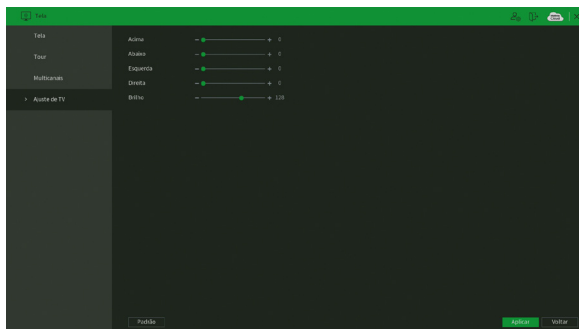 Tela
Tela
Tour
Multicanais
> Ajuste de TV
Acima - + 0
Abaixo - + 0
Esquerda - + 0
Direita - + 0
Brilho - + 128
Padrão
Aplicar
Voltar